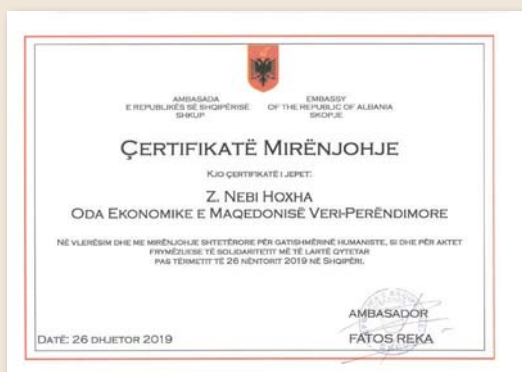 AMBASADA
E REPUBLIKËS SË SHQIPËRISË
SHKUP
EMBASSY
OF THE REPUBLIC OF ALBANIA
SKOPJE
ÇERTIFIKATË MIRËNJOHJE
KJO ÇERTIFIKATË I JEPET:
Z. NEBI HOXHA
ODA EKONOMIKE E MAQEDONISË VERI-PERËNDIMORE
NË VLERËSIM DHE ME MIRËNJOHJE SHTETËRORE PËR GATISHMËRINË HUMANISTE, SI DHE PËR AKTET
FRYMËZUESE TË SOLIDARITETIT MË TË LARTË QYTETAR
PAS TËRMETIT TË 26 NËNTORIT 2019 NË SHQIPËRI.
AMBASADOR
DATË: 26 DHJETOR 2019
FATOS REKA